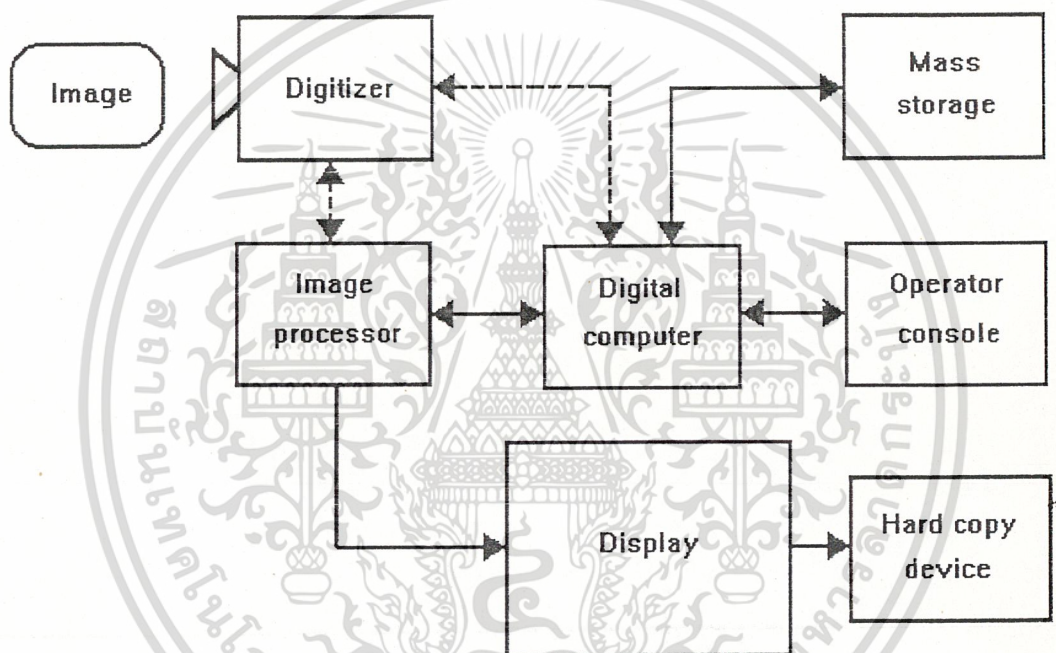 Image
Digitizer
Mass
storage
Image
processor
Digital
computer
Operator
console
Display
Hard copy
device